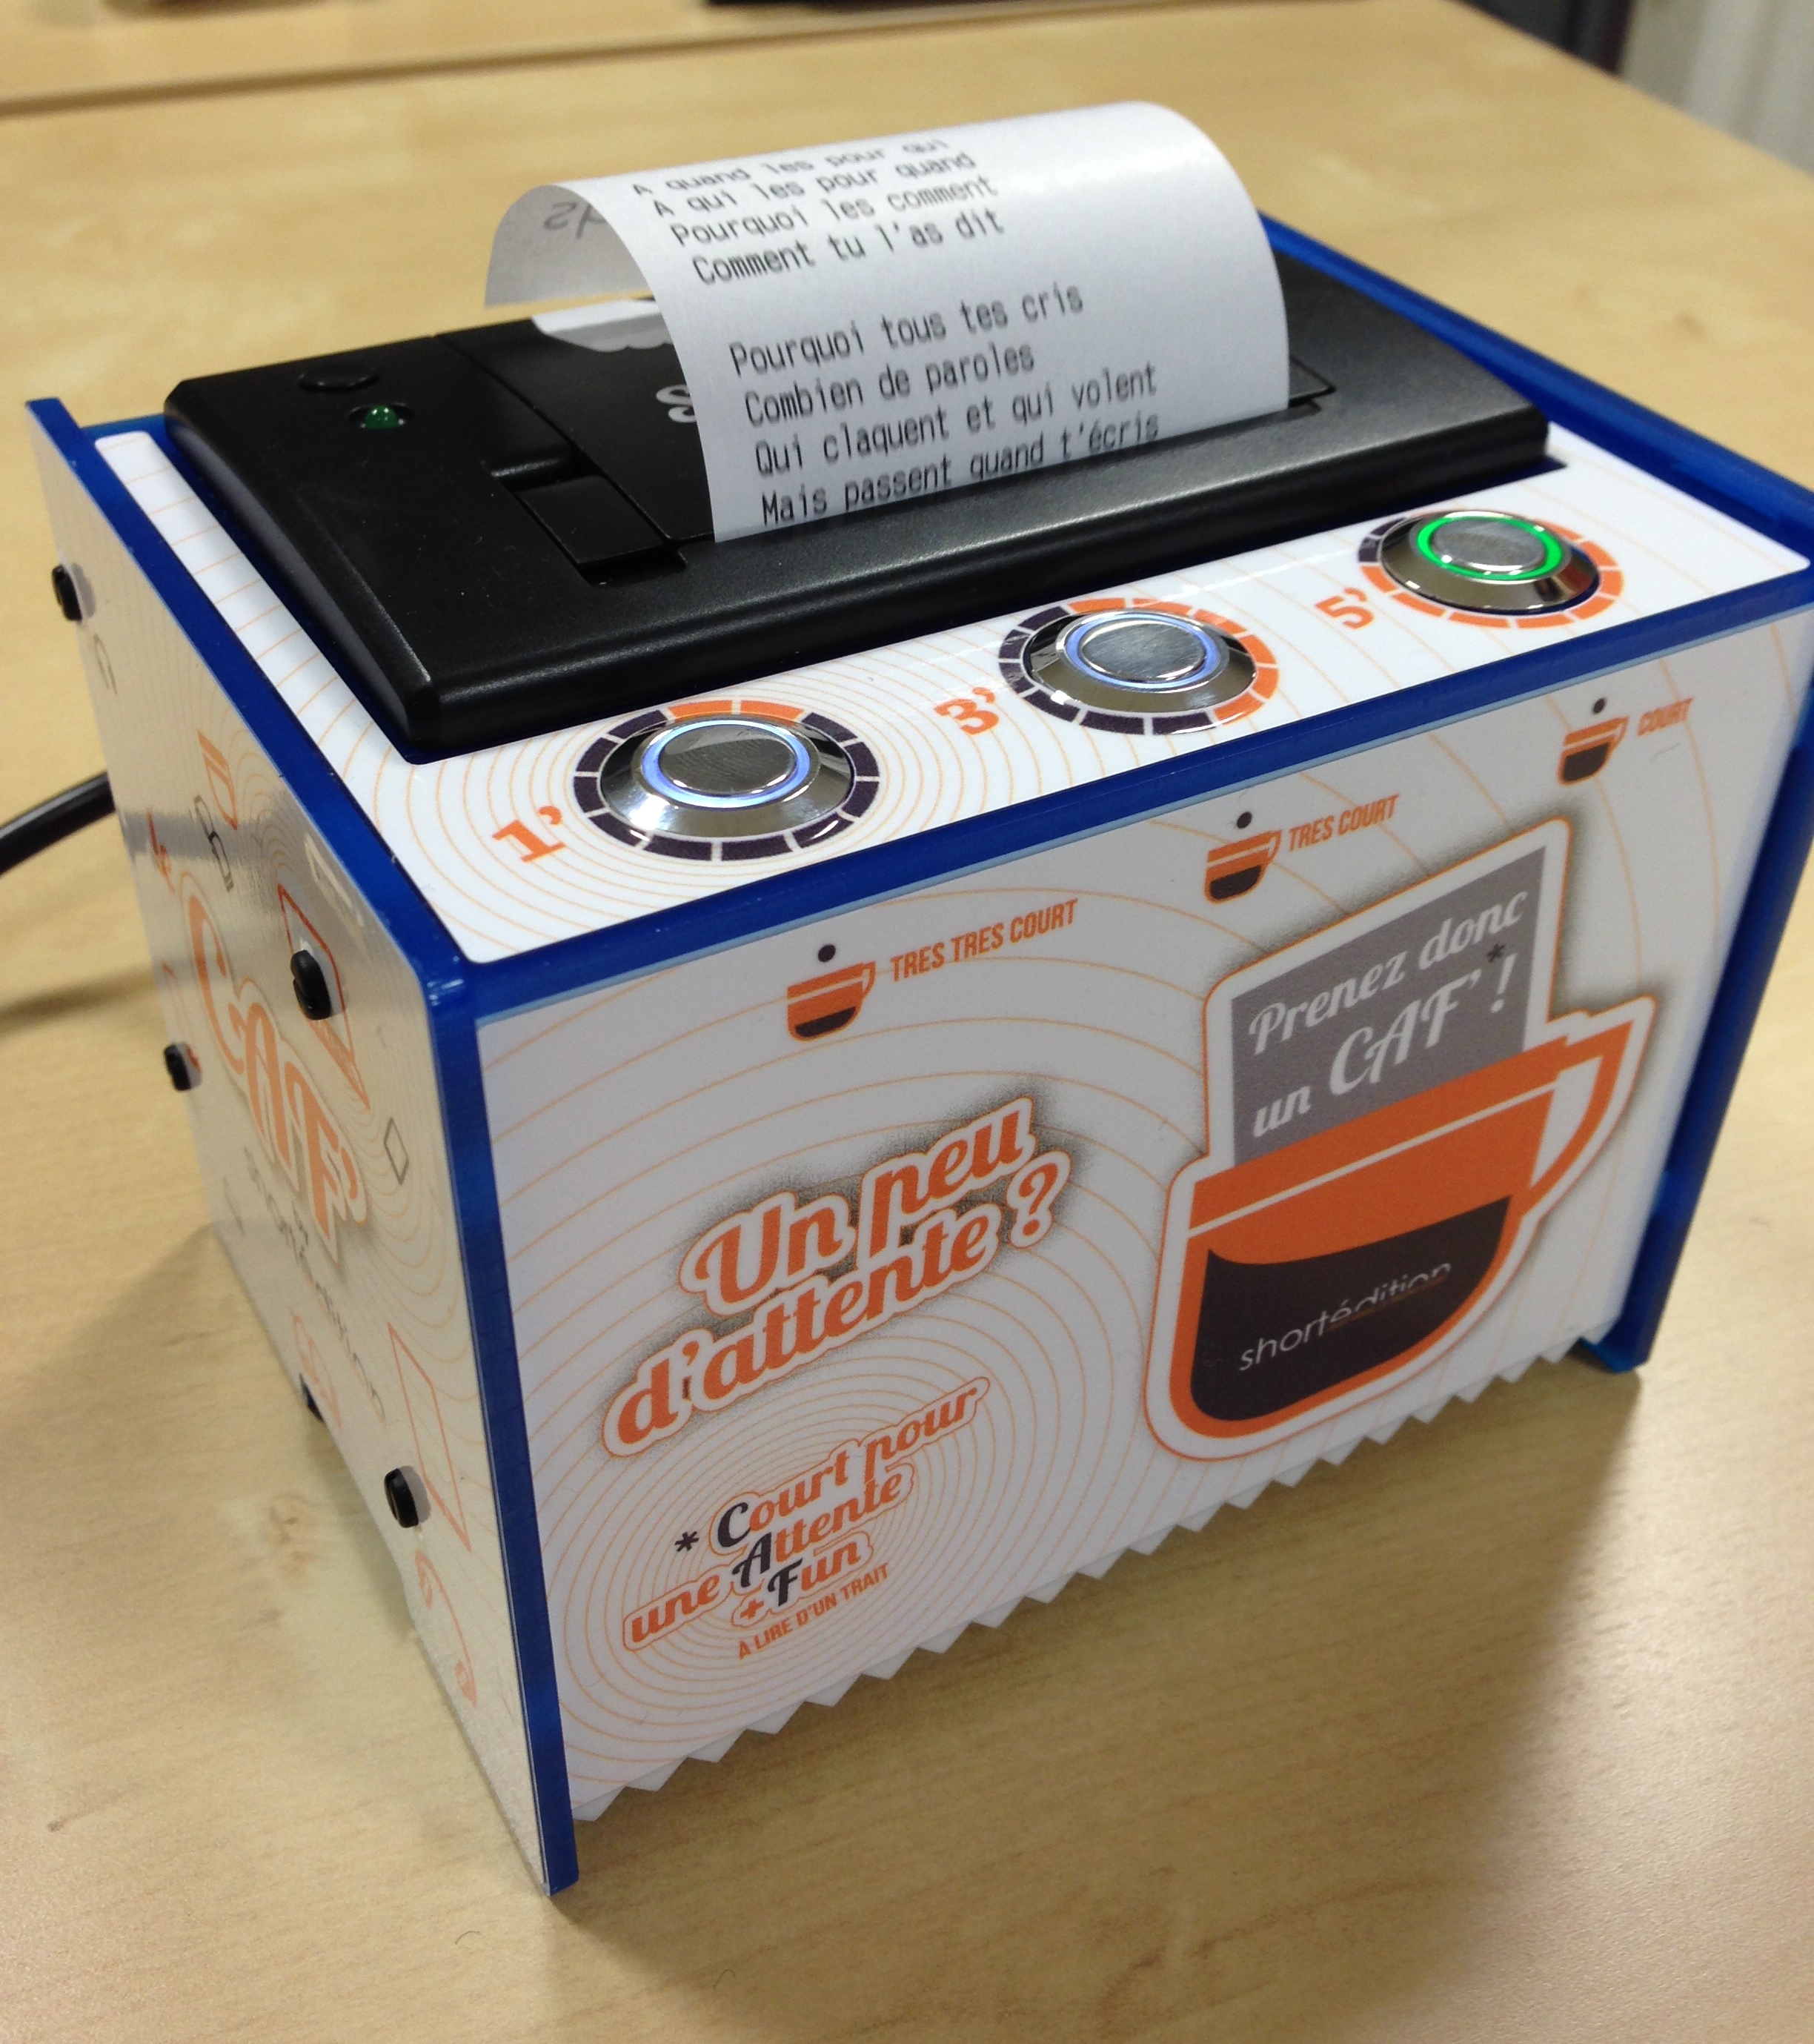 A quand les pour qui
A qui les pour quand
Pourquoi les comment
Comment tu l'as dit
Pourquoi tous tes cris
Combien de paroles
Qui claquent et qui volent
Mais passent quand t'écris
1'
3'
5'
TRES TRES COURT
TRES COURT
COURT
Prenez donc
un CAF'*!
shortédition
Un peu
d'attente ?
* Court pour
une Attente
+ Fun
À LIRE D'UN TRAIT
CAF'